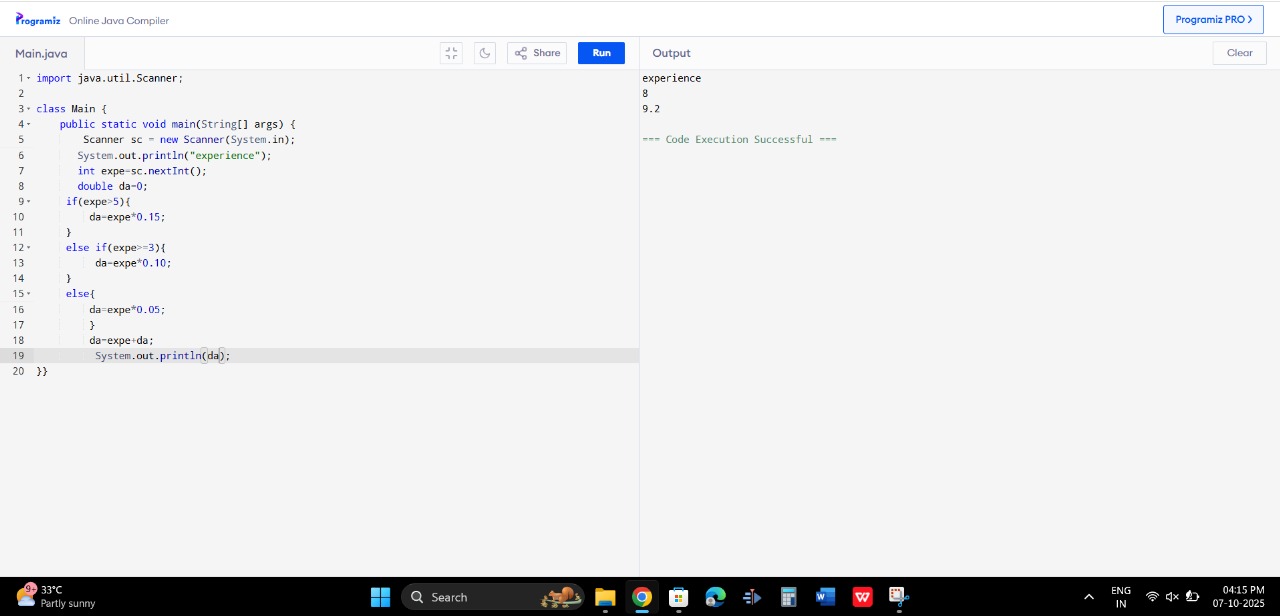 Programiz Online Java Compiler
Programiz PRO >
Main.java
Share
Run
Output
Clear
1 import java.util.Scanner;
2
3 class Main {
4 public static void main(String[] args) {
5 Scanner sc = new Scanner(System.in);
6 System.out.println("experience");
7 int expe=sc.nextInt();
8 double da=0;
9 if(expe>5){
10 da=expe*0.15;
11 }
12 else if(expe>=3){
13 da=expe*0.10;
14 }
15 else{
16 da=expe*0.05;
17 }
18 da=expe+da;
19 System.out.println(da);
20 }}
experience
8
9.2
=== Code Execution Successful ===
9+
33°C
Partly sunny
Search
W
W
ENG
IN
04:15 PM
07-10-2025